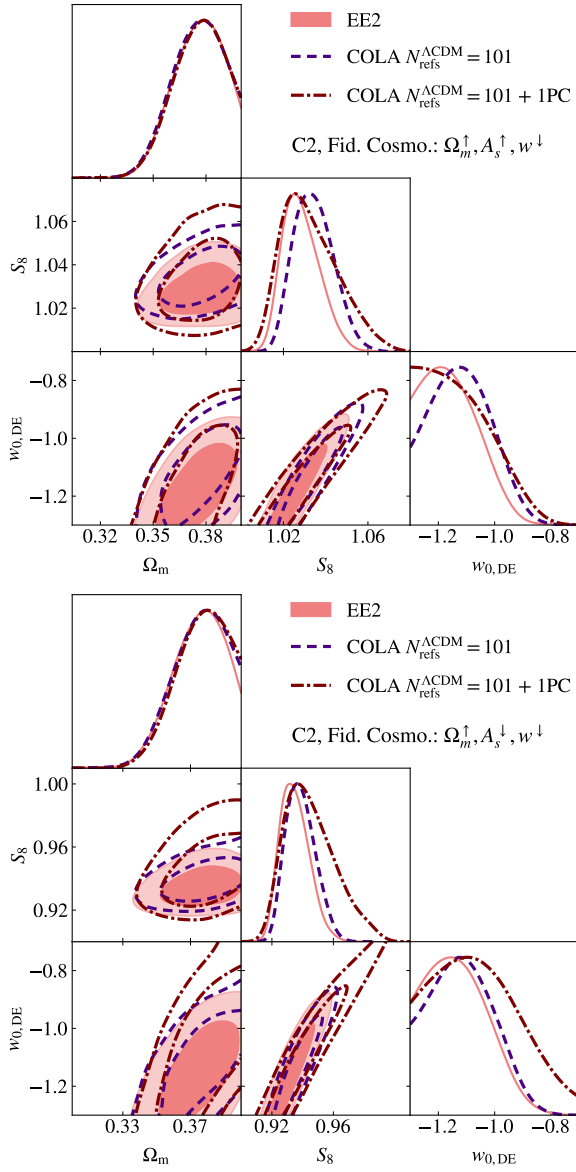 EE2
COLA N_refs^ΛCDM = 101
COLA N_refs^ΛCDM = 101 + 1PC
C2, Fid. Cosmo.: Ω_m^↑, A_s^↑, w^↓
1.06
1.04
1.02
S_8
−0.8
−1.0
−1.2
w_0, DE
0.32 0.35 0.38
1.02 1.06
−1.2 −1.0 −0.8
Ω_m S_8 w_0, DE
EE2
COLA N_refs^ΛCDM = 101
COLA N_refs^ΛCDM = 101 + 1PC
C2, Fid. Cosmo.: Ω_m^↑, A_s^↓, w^↓
1.00
0.96
0.92
S_8
−0.8
−1.0
−1.2
w_0, DE
0.33 0.37
0.92 0.96
−1.2 −1.0 −0.8
Ω_m S_8 w_0, DE